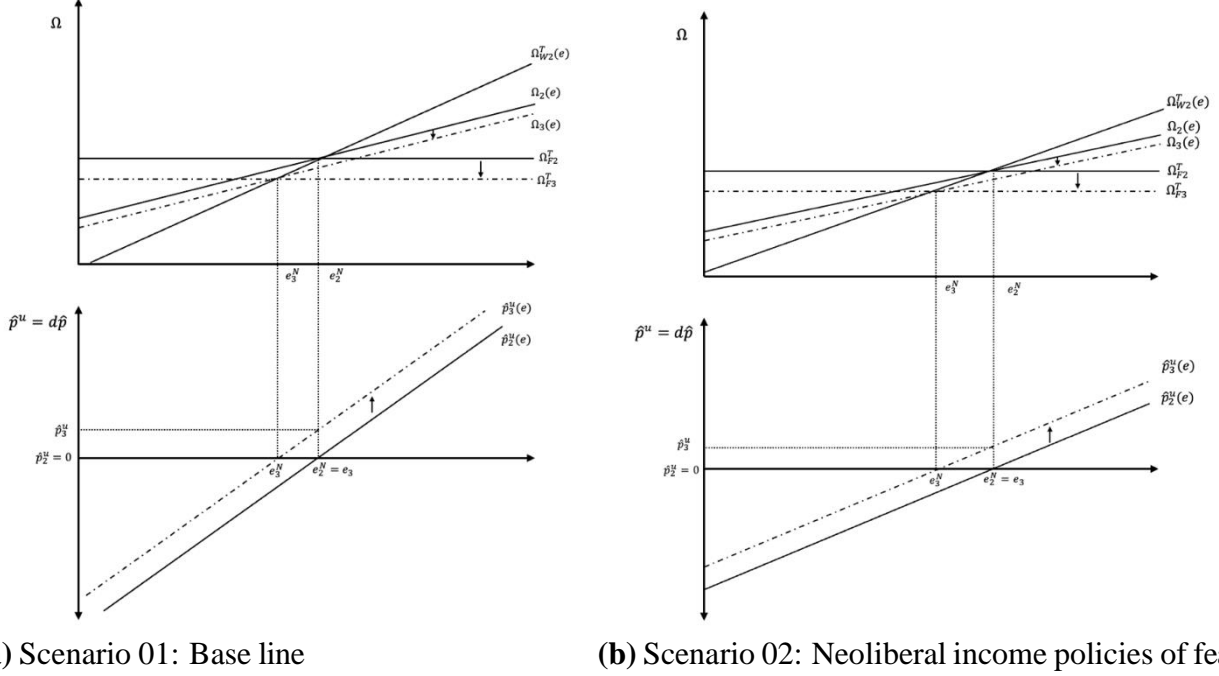 Ω
Ω^T_{W2}(e)
Ω_2(e)
Ω_3(e)
Ω^T_{F2}
Ω^T_{F3}
e^N_3
e^N_2
p̂^u = dp̂
p̂^u_3(e)
p̂^u_2(e)
p̂^u_3
p̂^u_2 = 0
e^N_3
e^N_2 = e_3
) Scenario 01: Base line
Ω
Ω^T_{W2}(e)
Ω_2(e)
Ω_3(e)
Ω^T_{F2}
Ω^T_{F3}
e^N_3
e^N_2
p̂^u = dp̂
p̂^u_3(e)
p̂^u_2(e)
p̂^u_3
p̂^u_2 = 0
e^N_3
e^N_2 = e_3
(b) Scenario 02: Neoliberal income policies of fe